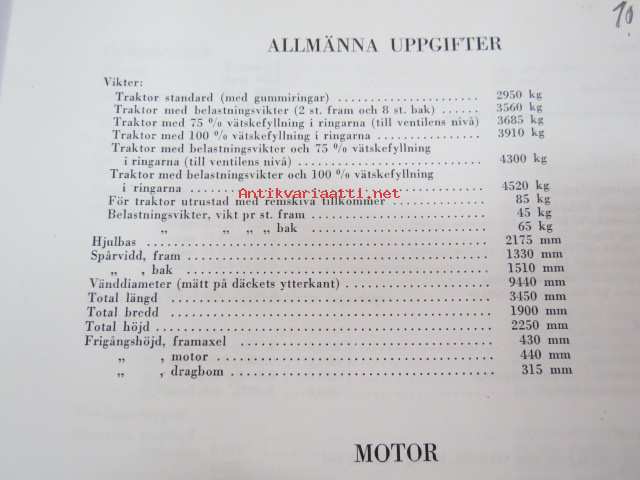 10
ALLMÄNNA UPPGIFTER
Vikter:
Traktor standard (med gummiringar) .................. 2950 kg
Traktor med belastningsvikter (2 st. fram och 8 st. bak) ...... 3560 kg
Traktor med 75 % vätskefyllning i ringarna (till ventilens nivå) 3685 kg
Traktor med 100 % vätskefyllning i ringarna ............ 3910 kg
Traktor med belastningsvikter och 75 % vätskefyllning
i ringarna (till ventilens nivå) ........................ 4300 kg
Traktor med belastningsvikter och 100 % vätskefyllning
i ringarna ........................ 4520 kg
Antikvariaatti.net
För traktor utrustad med remskiva tillkommer ............ 85 kg
Belastningsvikter, vikt pr st. fram ........................ 45 kg
„ „ „ „ bak ........................ 65 kg
Hjulbas ........................ 2175 mm
Spårvidd, fram ........................ 1330 mm
„ , bak ........................ 1510 mm
Vänddiameter (mätt på däckets ytterkant) .................. 9440 mm
Total längd ........................ 3450 mm
Total bredd ........................ 1900 mm
Total höjd ........................ 2250 mm
Frigångshöjd, framaxel ........................ 430 mm
„ , motor ........................ 440 mm
„ , dragbom ........................ 315 mm
MOTOR